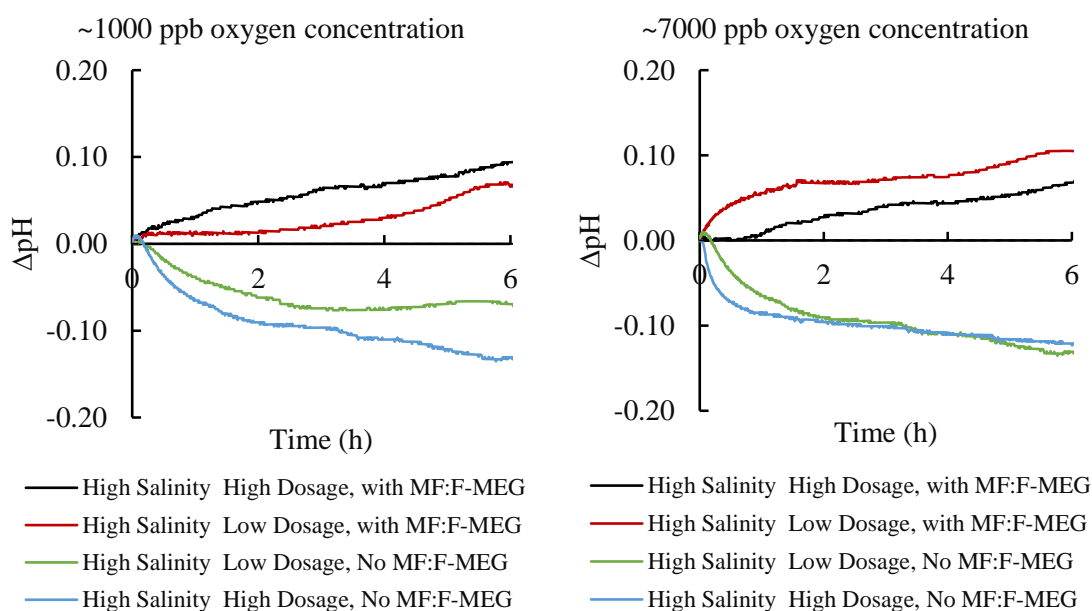 ~1000 ppb oxygen concentration
0.20
0.10
0.00
-0.10
-0.20
ΔpH
0
2
4
6
Time (h)
High Salinity High Dosage, with MF:F-MEG
High Salinity Low Dosage, with MF:F-MEG
High Salinity Low Dosage, No MF:F-MEG
High Salinity High Dosage, No MF:F-MEG
~7000 ppb oxygen concentration
0.20
0.10
0.00
-0.10
-0.20
ΔpH
0
2
4
6
Time (h)
High Salinity High Dosage, with MF:F-MEG
High Salinity Low Dosage, with MF:F-MEG
High Salinity Low Dosage, No MF:F-MEG
High Salinity High Dosage, No MF:F-MEG